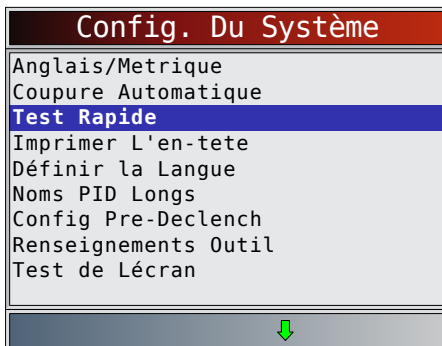 Config. Du Système
Anglais/Metrique
Coupure Automatique
Test Rapide
Imprimer L'en-tete
Définir la Langue
Noms PID Longs
Config Pre-Declench
Renseignements Outil
Test de Lécran